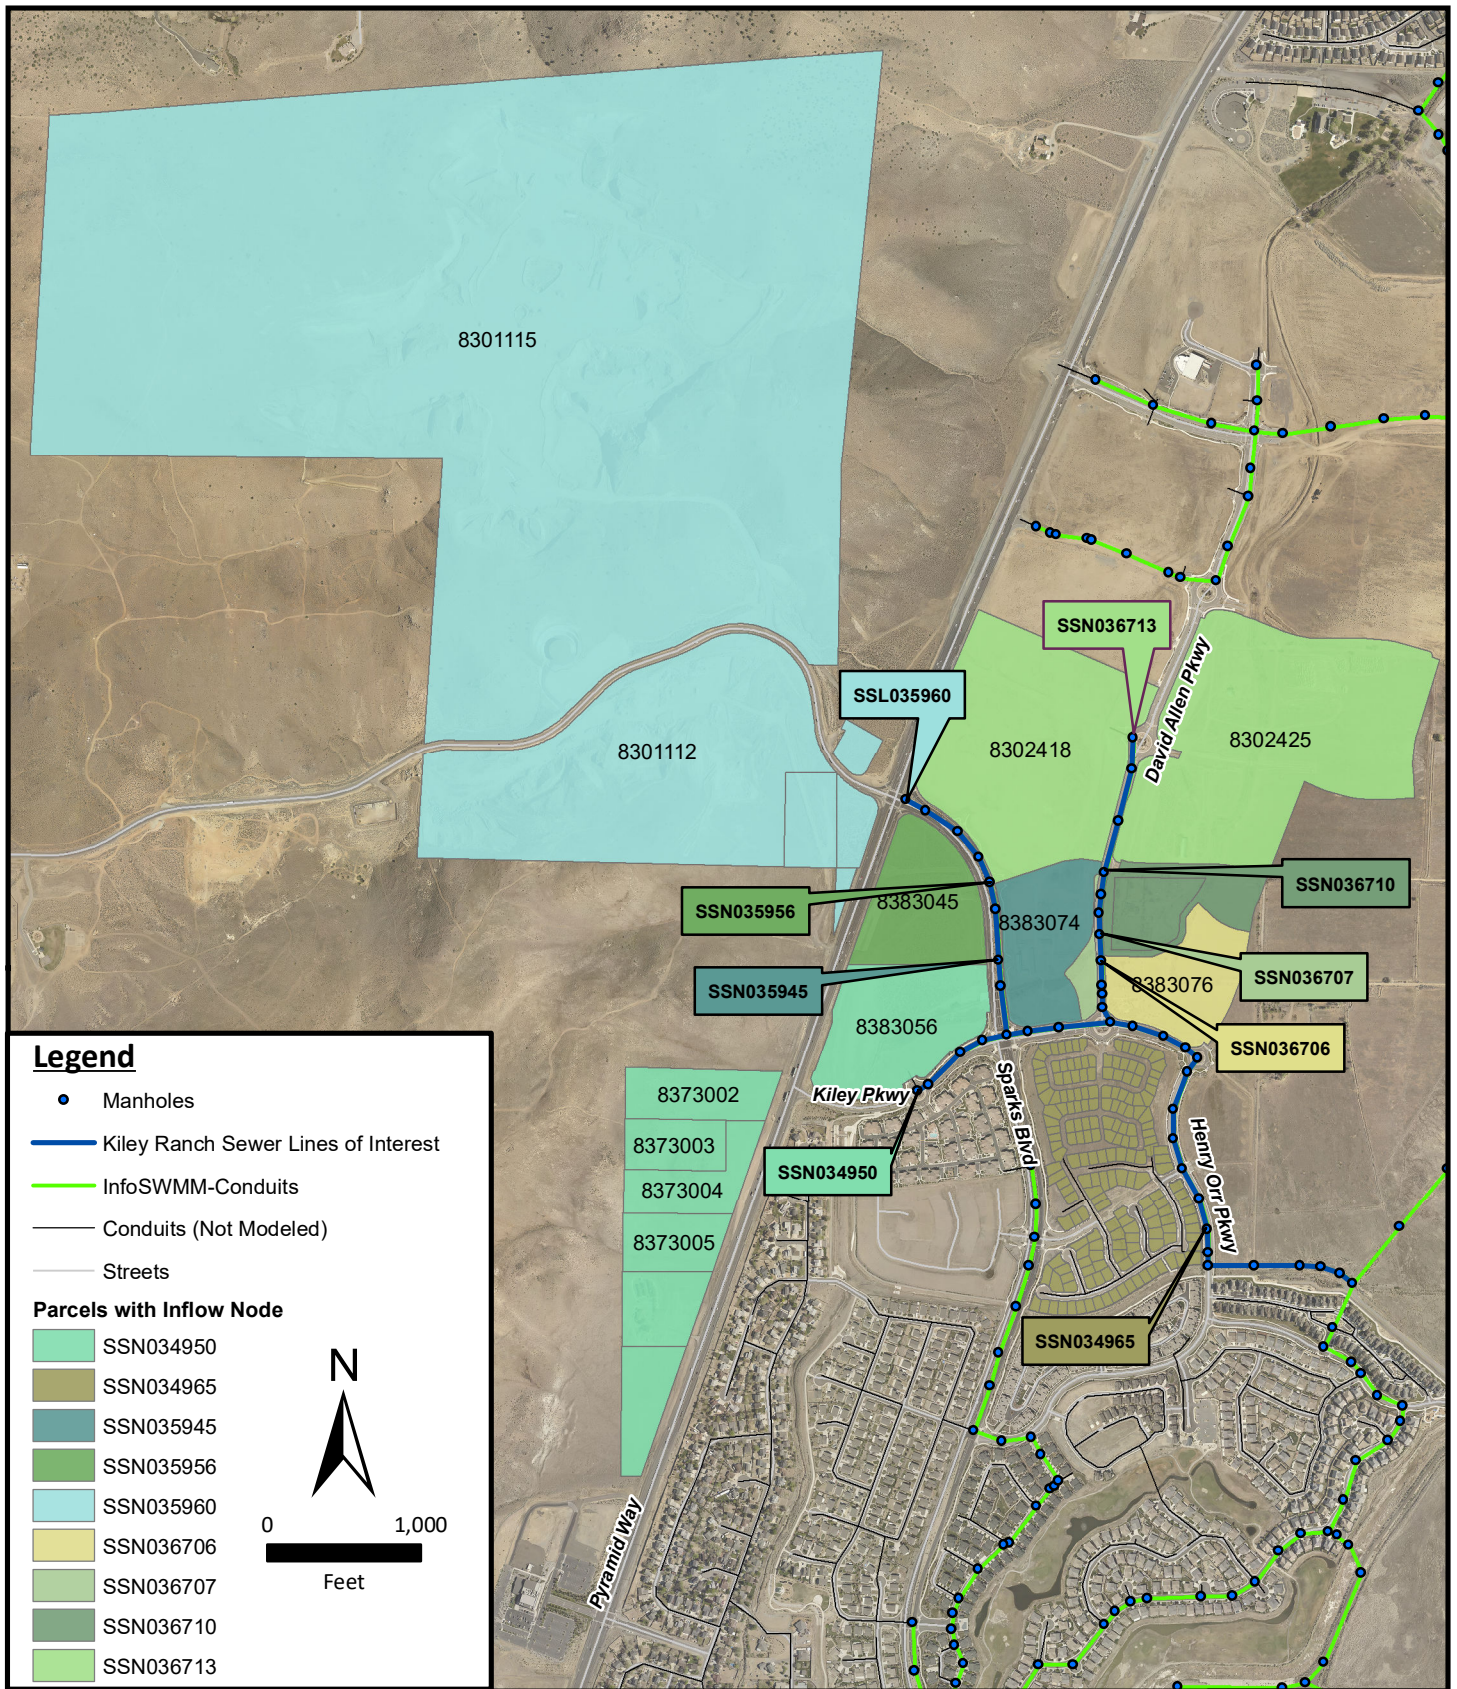 8301115
SSN036713
David Allen Pkwy
SSL035960
8301112
8302418
8302425
SSN036710
SSN035956
8383045
8383074
SSN036707
SSN035945
8383076
8383056
SSN036706
8373002
Kiley Pkwy
Sparks Blvd
8373003
SSN034950
8373004
Henry Orr Pkwy
8373005
SSN034965
Pyramid Way
Legend
Manholes
Kiley Ranch Sewer Lines of Interest
InfoSWMM-Conduits
Conduits (Not Modeled)
Streets
Parcels with Inflow Node
SSN034950
SSN034965
SSN035945
SSN035956
SSN035960
SSN036706
SSN036707
SSN036710
SSN036713
N
0 1,000
Feet